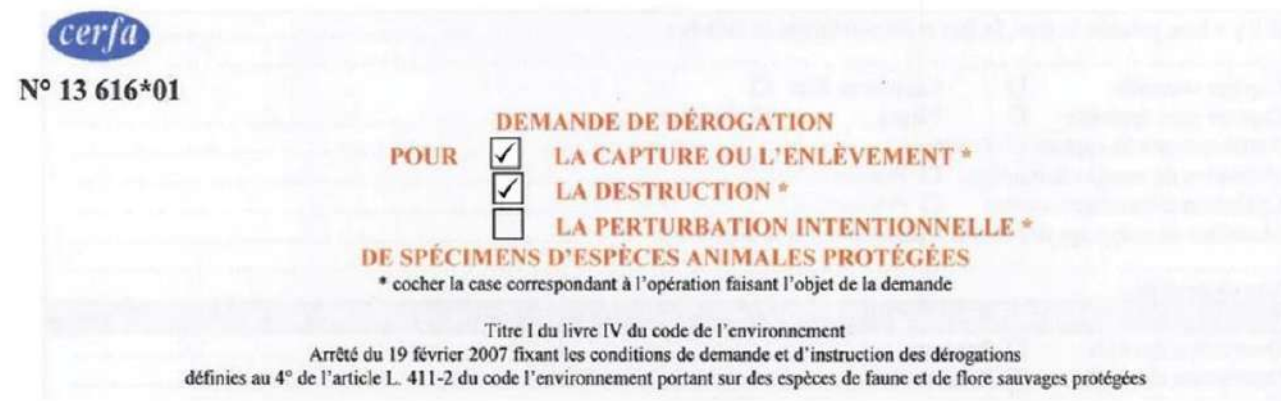 cerfa
N° 13 616*01
DEMANDE DE DÉROGATION
POUR ☑ LA CAPTURE OU L'ENLÈVEMENT *
☑ LA DESTRUCTION *
☐ LA PERTURBATION INTENTIONNELLE *
DE SPÉCIMENS D'ESPÈCES ANIMALES PROTÉGÉES
* cocher la case correspondant à l'opération faisant l'objet de la demande
Titre I du livre IV du code de l'environnement
Arrêté du 19 février 2007 fixant les conditions de demande et d'instruction des dérogations
définies au 4° de l'article L. 411-2 du code l'environnement portant sur des espèces de faune et de flore sauvages protégées